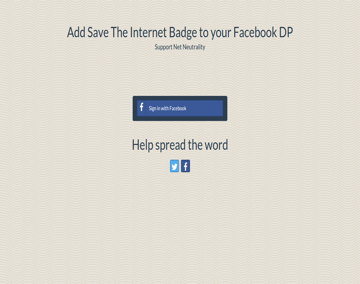 Add Save The Internet Badge to your Facebook DP
Support Net Neutrality
Sign in with Facebook
Help spread the word